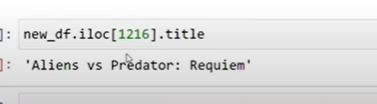 ]: new_df.iloc[1216].title
]: 'Aliens vs Predator: Requiem'